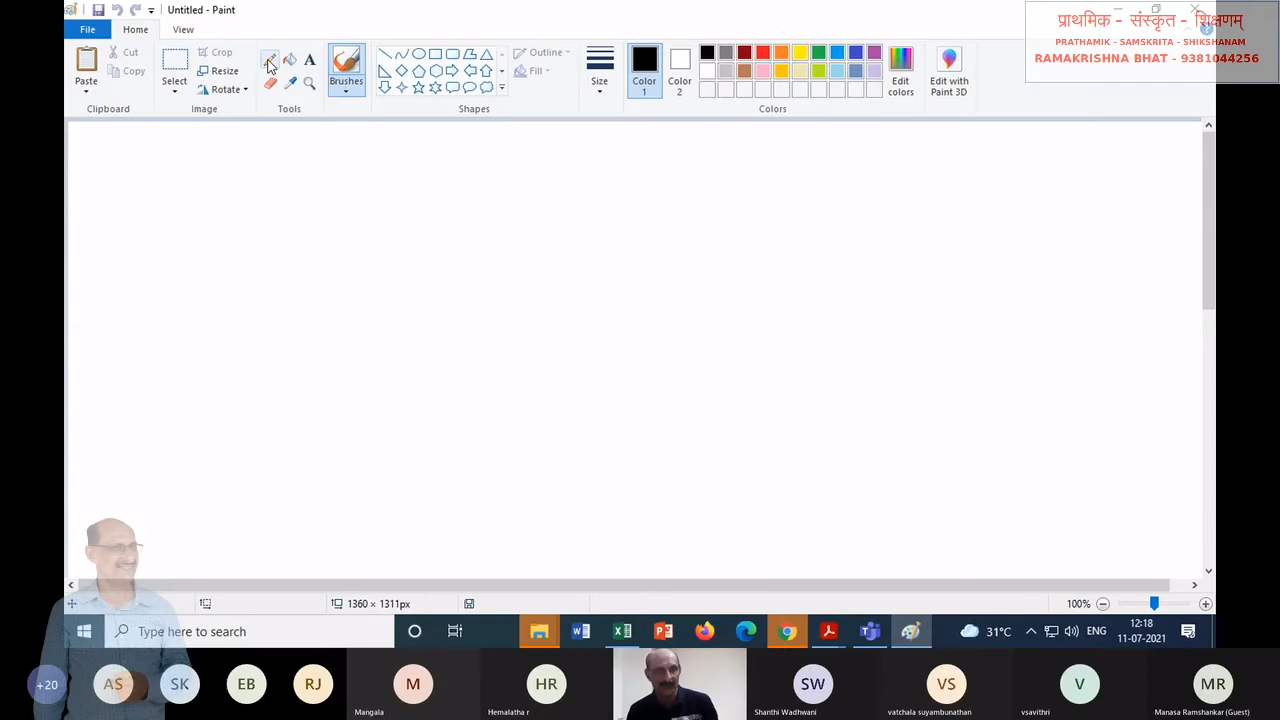 Untitled - Paint
प्राथमिक - संस्कृत - शिक्षणम्
PRATHAMIK - SAMSKRITA - SHIKSHANAM
RAMAKRISHNA BHAT - 9381044256
File
Home
View
Paste
Cut
Copy
Clipboard
Select
Crop
Resize
Rotate
Image
A
Tools
Brushes
Outline
Fill
Shapes
Size
Color 1
Color 2
Edit colors
Edit with Paint 3D
Colors
1360 × 1311px
100%
Type here to search
31°C
ENG
12:18
11-07-2021
+20
AS
SK
EB
RJ
M
HR
SW
VS
V
MR
Mangala
Hemalatha r
Shanthi Wadhwani
vatchala suyambunathan
vsavithri
Manasa Ramshankar (Guest)